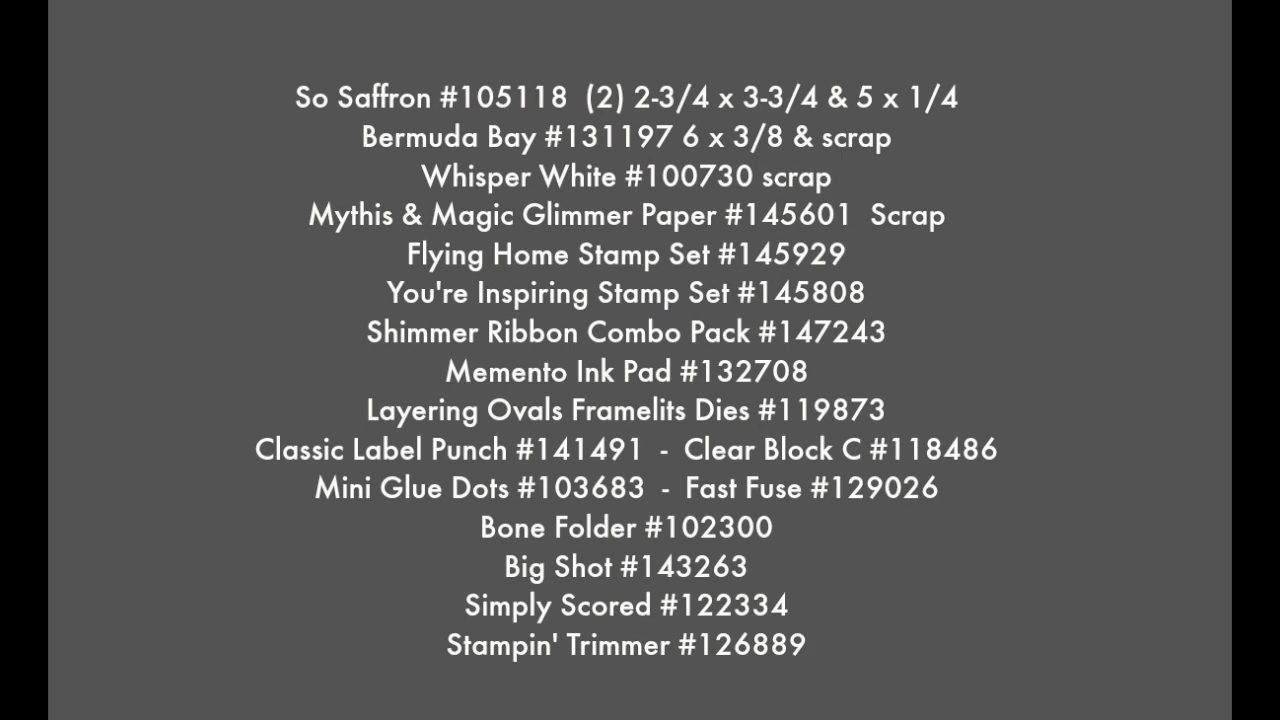 So Saffron #105118 (2) 2-3/4 x 3-3/4 & 5 x 1/4
Bermuda Bay #131197 6 x 3/8 & scrap
Whisper White #100730 scrap
Mythis & Magic Glimmer Paper #145601 Scrap
Flying Home Stamp Set #145929
You're Inspiring Stamp Set #145808
Shimmer Ribbon Combo Pack #147243
Memento Ink Pad #132708
Layering Ovals Framelits Dies #119873
Classic Label Punch #141491 - Clear Block C #118486
Mini Glue Dots #103683 - Fast Fuse #129026
Bone Folder #102300
Big Shot #143263
Simply Scored #122334
Stampin' Trimmer #126889